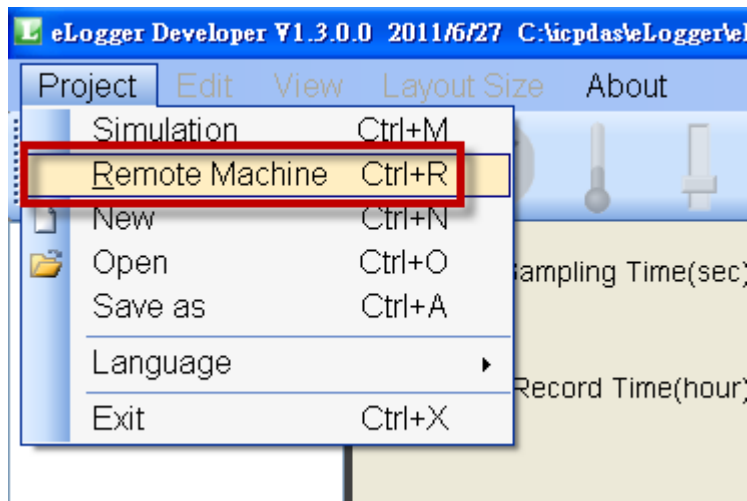 eLogger Developer V1.3.0.0 2011/6/27 C:\icpdas\eLogger\el
Project Edit View Layout Size About
Simulation Ctrl+M
Remote Machine Ctrl+R
New Ctrl+N
Open Ctrl+O
Sampling Time(sec)
Save as Ctrl+A
Language
Record Time(hour)
Exit Ctrl+X